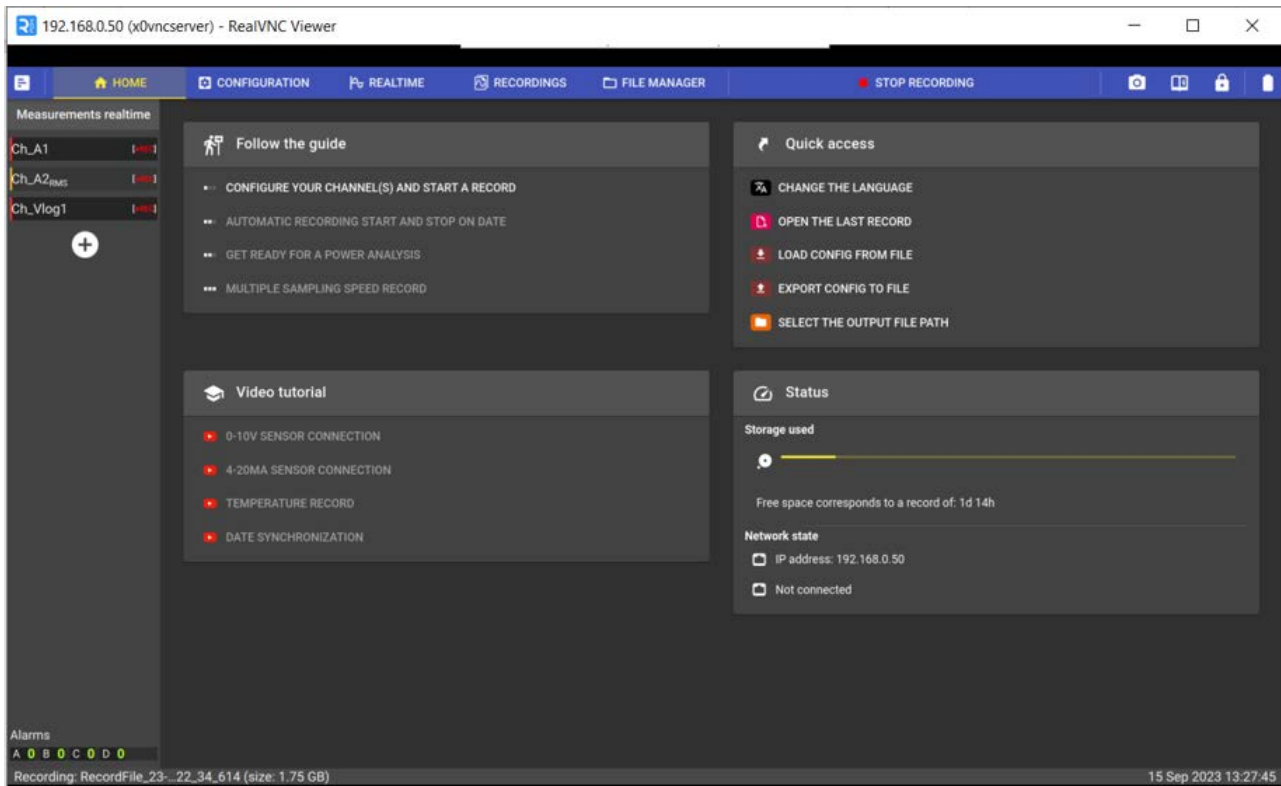 192.168.0.50 (x0vncserver) - RealVNC Viewer
HOME CONFIGURATION REALTIME RECORDINGS FILE MANAGER STOP RECORDING
Measurements realtime
Ch_A1
Ch_A2RMS
Ch_Vlog1
Follow the guide
CONFIGURE YOUR CHANNEL(S) AND START A RECORD
AUTOMATIC RECORDING START AND STOP ON DATE
GET READY FOR A POWER ANALYSIS
MULTIPLE SAMPLING SPEED RECORD
Quick access
CHANGE THE LANGUAGE
OPEN THE LAST RECORD
LOAD CONFIG FROM FILE
EXPORT CONFIG TO FILE
SELECT THE OUTPUT FILE PATH
Video tutorial
0-10V SENSOR CONNECTION
4-20MA SENSOR CONNECTION
TEMPERATURE RECORD
DATE SYNCHRONIZATION
Status
Storage used
Free space corresponds to a record of: 1d 14h
Network state
IP address: 192.168.0.50
Not connected
Alarms
A 0 B 0 C 0 D 0
Recording: RecordFile_23-...22_34_614 (size: 1.75 GB)
15 Sep 2023 13:27:45